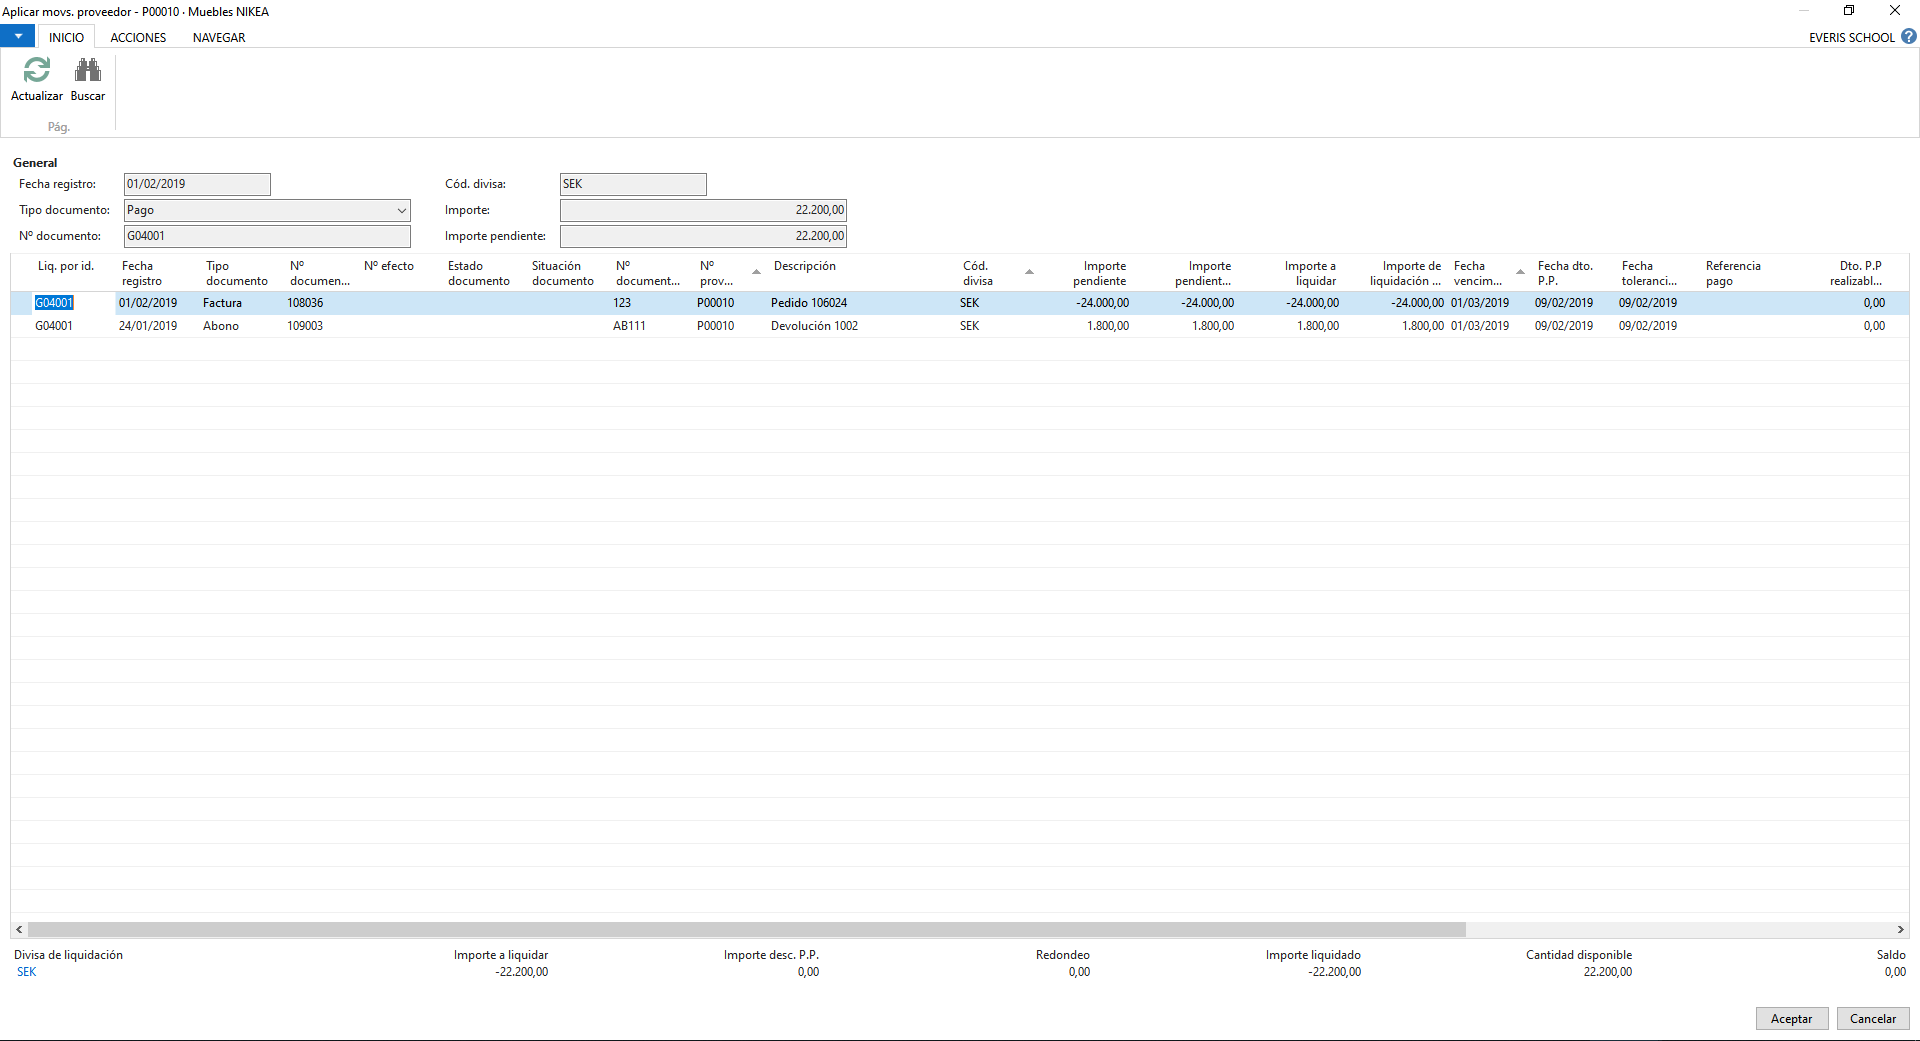 Aplicar movs. proveedor - P00010 · Muebles NIKEA
INICIO ACCIONES NAVEGAR EVERIS SCHOOL ?
Actualizar Buscar
Pág.
General
Fecha registro: 01/02/2019 Cód. divisa: SEK
Tipo documento: Pago Importe: 22.200,00
Nº documento: G04001 Importe pendiente: 22.200,00
Liq. por id. Fecha Tipo Nº Nº efecto Estado Situación Nº Nº Descripción Cód. Importe Importe Importe a Importe de Fecha Fecha dto. Fecha Referencia Dto. P.P
registro documento documen... documento documento document... prov... divisa pendiente pendient... liquidar liquidación ... vencim... P.P. toleranci... pago realizabl...
G04001 01/02/2019 Factura 108036 123 P00010 Pedido 106024 SEK -24.000,00 -24.000,00 -24.000,00 -24.000,00 01/03/2019 09/02/2019 09/02/2019 0,00
G04001 24/01/2019 Abono 109003 AB111 P00010 Devolución 1002 SEK 1.800,00 1.800,00 1.800,00 1.800,00 01/03/2019 09/02/2019 09/02/2019 0,00
Divisa de liquidación Importe a liquidar Importe desc. P.P. Redondeo Importe liquidado Cantidad disponible Saldo
SEK -22.200,00 0,00 0,00 -22.200,00 22.200,00 0,00
Aceptar Cancelar